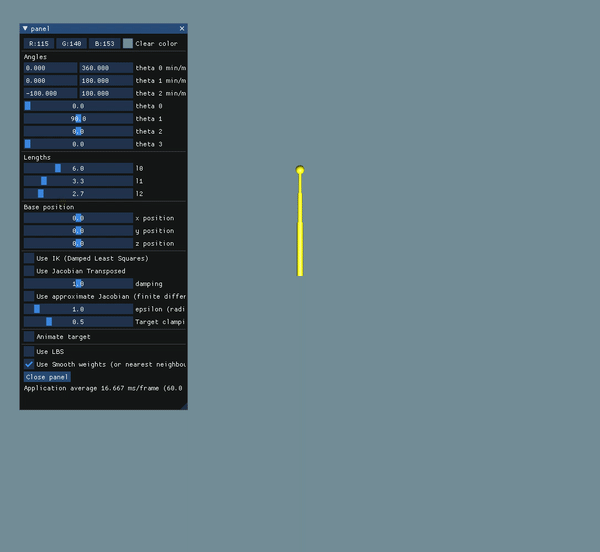 panel
R:115 G:140 B:153 Clear color
Angles
0.000 360.000 theta 0 min/m
0.000 180.000 theta 1 min/m
-180.000 180.000 theta 2 min/m
0.0 theta 0
90.0 theta 1
0.0 theta 2
0.0 theta 3
Lengths
6.0 l0
3.3 l1
2.7 l2
Base position
0.0 x position
0.0 y position
0.0 z position
Use IK (Damped Least Squares)
Use Jacobian Transposed
1.0 damping
Use approximate Jacobian (finite differ
1.0 epsilon (radi
0.5 Target clampi
Animate target
Use LBS
Use Smooth weights (or nearest neighbou
Close panel
Application average 16.667 ms/frame (60.0